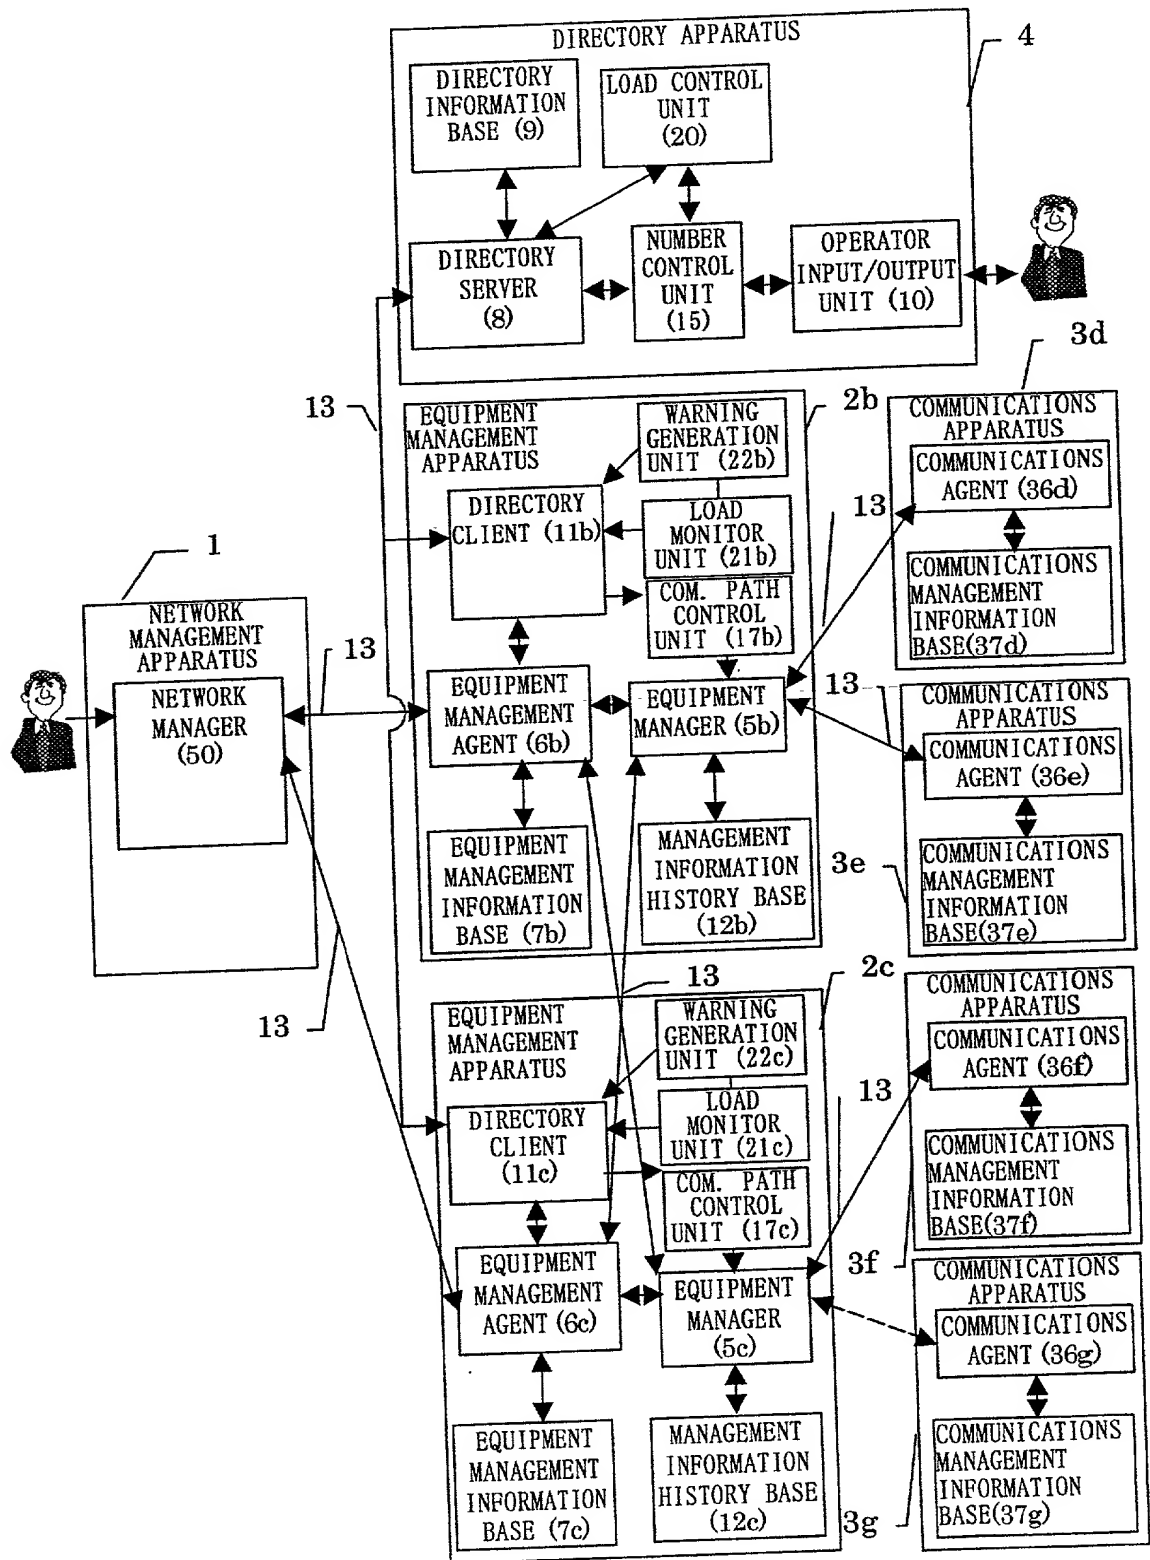 DIRECTORY APPARATUS
4
DIRECTORY
INFORMATION
BASE (9)
LOAD CONTROL
UNIT
(20)
DIRECTORY
SERVER
(8)
NUMBER
CONTROL
UNIT
(15)
OPERATOR
INPUT/OUTPUT
UNIT (10)
3d
13
EQUIPMENT
MANAGEMENT
APPARATUS
WARNING
GENERATION
UNIT (22b)
2b
DIRECTORY
CLIENT (11b)
LOAD
MONITOR
UNIT (21b)
COM. PATH
CONTROL
UNIT (17b)
13
COMMUNICATIONS
APPARATUS
COMMUNICATIONS
AGENT (36d)
COMMUNICATIONS
MANAGEMENT
INFORMATION
BASE(37d)
1
NETWORK
MANAGEMENT
APPARATUS
NETWORK
MANAGER
(50)
13
EQUIPMENT
MANAGEMENT
AGENT (6b)
EQUIPMENT
MANAGER (5b)
13
COMMUNICATIONS
APPARATUS
COMMUNICATIONS
AGENT (36e)
COMMUNICATIONS
MANAGEMENT
INFORMATION
BASE(37e)
3e
EQUIPMENT
MANAGEMENT
INFORMATION
BASE (7b)
MANAGEMENT
INFORMATION
HISTORY BASE
(12b)
13
13
2c
EQUIPMENT
MANAGEMENT
APPARATUS
WARNING
GENERATION
UNIT (22c)
DIRECTORY
CLIENT
(11c)
LOAD
MONITOR
UNIT (21c)
COM. PATH
CONTROL
UNIT (17c)
13
COMMUNICATIONS
APPARATUS
COMMUNICATIONS
AGENT (36f)
COMMUNICATIONS
MANAGEMENT
INFORMATION
BASE(37f)
3f
EQUIPMENT
MANAGEMENT
AGENT (6c)
EQUIPMENT
MANAGER
(5c)
COMMUNICATIONS
APPARATUS
COMMUNICATIONS
AGENT (36g)
COMMUNICATIONS
MANAGEMENT
INFORMATION
BASE(37g)
3g
EQUIPMENT
MANAGEMENT
INFORMATION
BASE (7c)
MANAGEMENT
INFORMATION
HISTORY BASE
(12c)